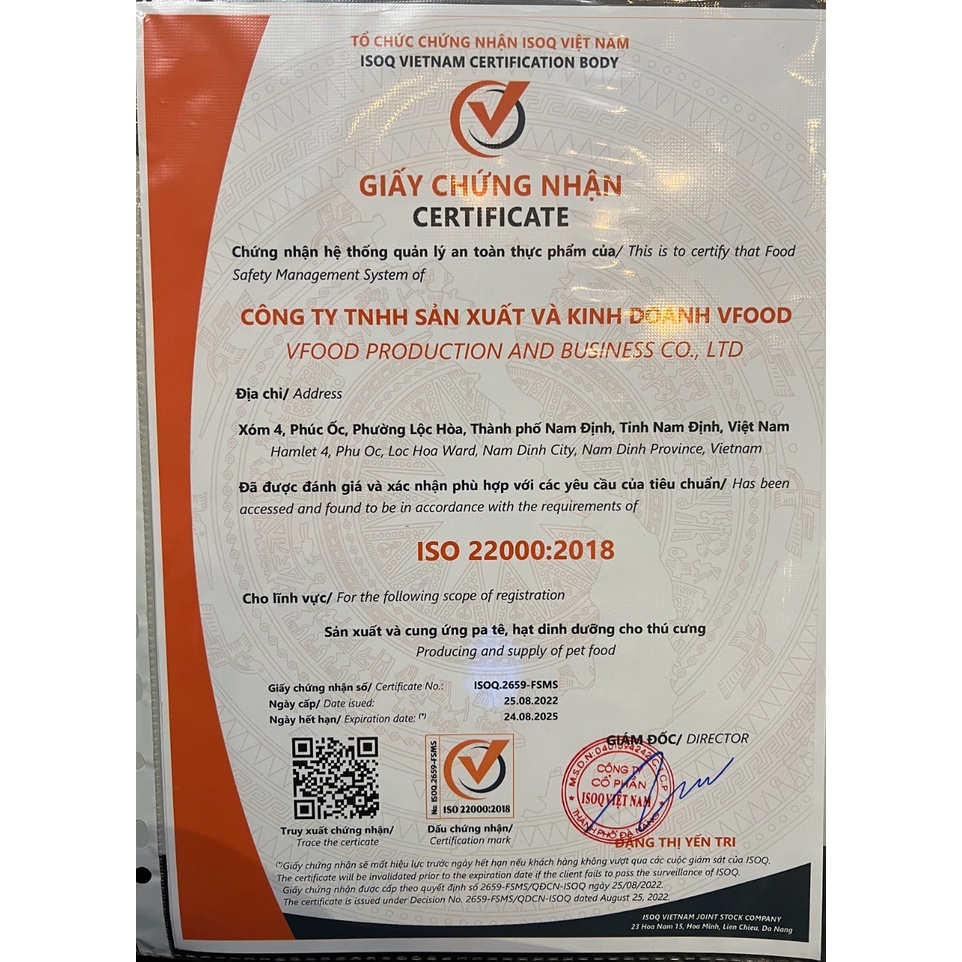 TỔ CHỨC CHỨNG NHẬN ISOQ VIỆT NAM
ISOQ VIETNAM CERTIFICATION BODY
GIẤY CHỨNG NHẬN
CERTIFICATE
Chứng nhận hệ thống quản lý an toàn thực phẩm của/ This is to certify that Food
Safety Management System of
CÔNG TY TNHH SẢN XUẤT VÀ KINH DOANH VFOOD
VFOOD PRODUCTION AND BUSINESS CO., LTD
Địa chỉ/ Address
Xóm 4, Phúc Ốc, Phường Lộc Hòa, Thành phố Nam Định, Tỉnh Nam Định, Việt Nam
Hamlet 4, Phu Oc, Loc Hoa Ward, Nam Dinh City, Nam Dinh Province, Vietnam
Đã được đánh giá và xác nhận phù hợp với các yêu cầu của tiêu chuẩn/ Has been
accessed and found to be in accordance with the requirements of
ISO 22000:2018
Cho lĩnh vực/ For the following scope of registration
Sản xuất và cung ứng pa tê, hạt dinh dưỡng cho thú cưng
Producing and supply of pet food
Giấy chứng nhận số/ Certificate No.: ISOQ.2659-FSMS
Ngày cấp/ Date isued: 25.08.2022
Ngày hết hạn/ Expiration date: (*) 24.08.2025
GIÁM ĐỐC/ DIRECTOR
No: ISOQ.2659-FSMS
ISO 22000:2018
CÔNG TY
CỔ PHẦN
ISOQ VIỆT NAM
THÀNH PHỐ ĐÀ NẴNG
Truy xuất chứng nhận/
Trace the certicate
Dấu chứng nhận/
Certification mark
ĐẶNG THỊ YẾN TRI
(*)Giấy chứng nhận sẽ mất hiệu lực trước ngày hết hạn nếu khách hàng không vượt qua các cuộc giám sát của ISOQ.
The certificate will be invalidated prior to the expiration date if the client fails to pass the surveillance of ISOQ.
Giấy chứng nhận được cấp theo quyết định số 2659-FSMS/QĐCN-ISOQ ngày 25/08/2022.
The certificate is issued under Decision No. 2659-FSMS/QDCN-ISOQ dated August 25, 2022.
ISOQ VIETNAM JOINT STOCK COMPANY
23 Hoa Nam 15, Hoa Minh, Lien Chieu, Da Nang